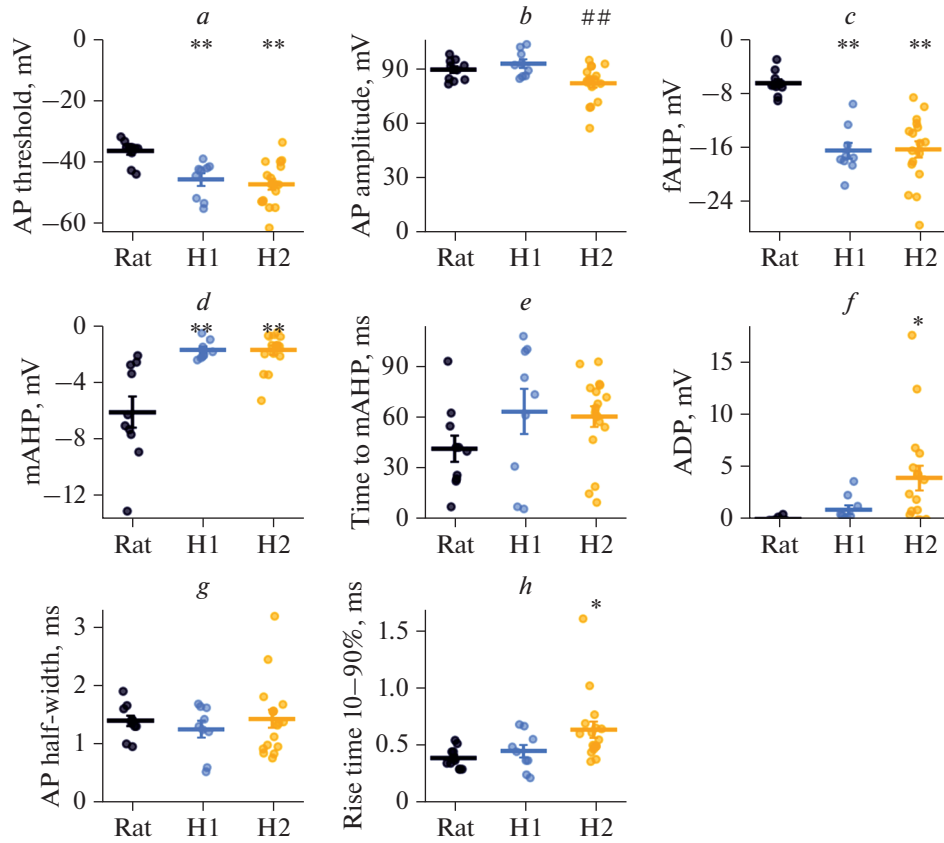 a
AP threshold, mV
0
−20
−40
−60
** **
Rat H1 H2
b
AP amplitude, mV
90
60
30
0
##
Rat H1 H2
c
fAHP, mV
0
−8
−16
−24
** **
Rat H1 H2
d
mAHP, mV
0
−4
−8
−12
** **
Rat H1 H2
e
Time to mAHP, ms
90
60
30
0
Rat H1 H2
f
ADP, mV
15
10
5
0
*
Rat H1 H2
g
AP half-width, ms
3
2
1
0
Rat H1 H2
h
Rise time 10−90%, ms
1.5
1.0
0.5
0
*
Rat H1 H2